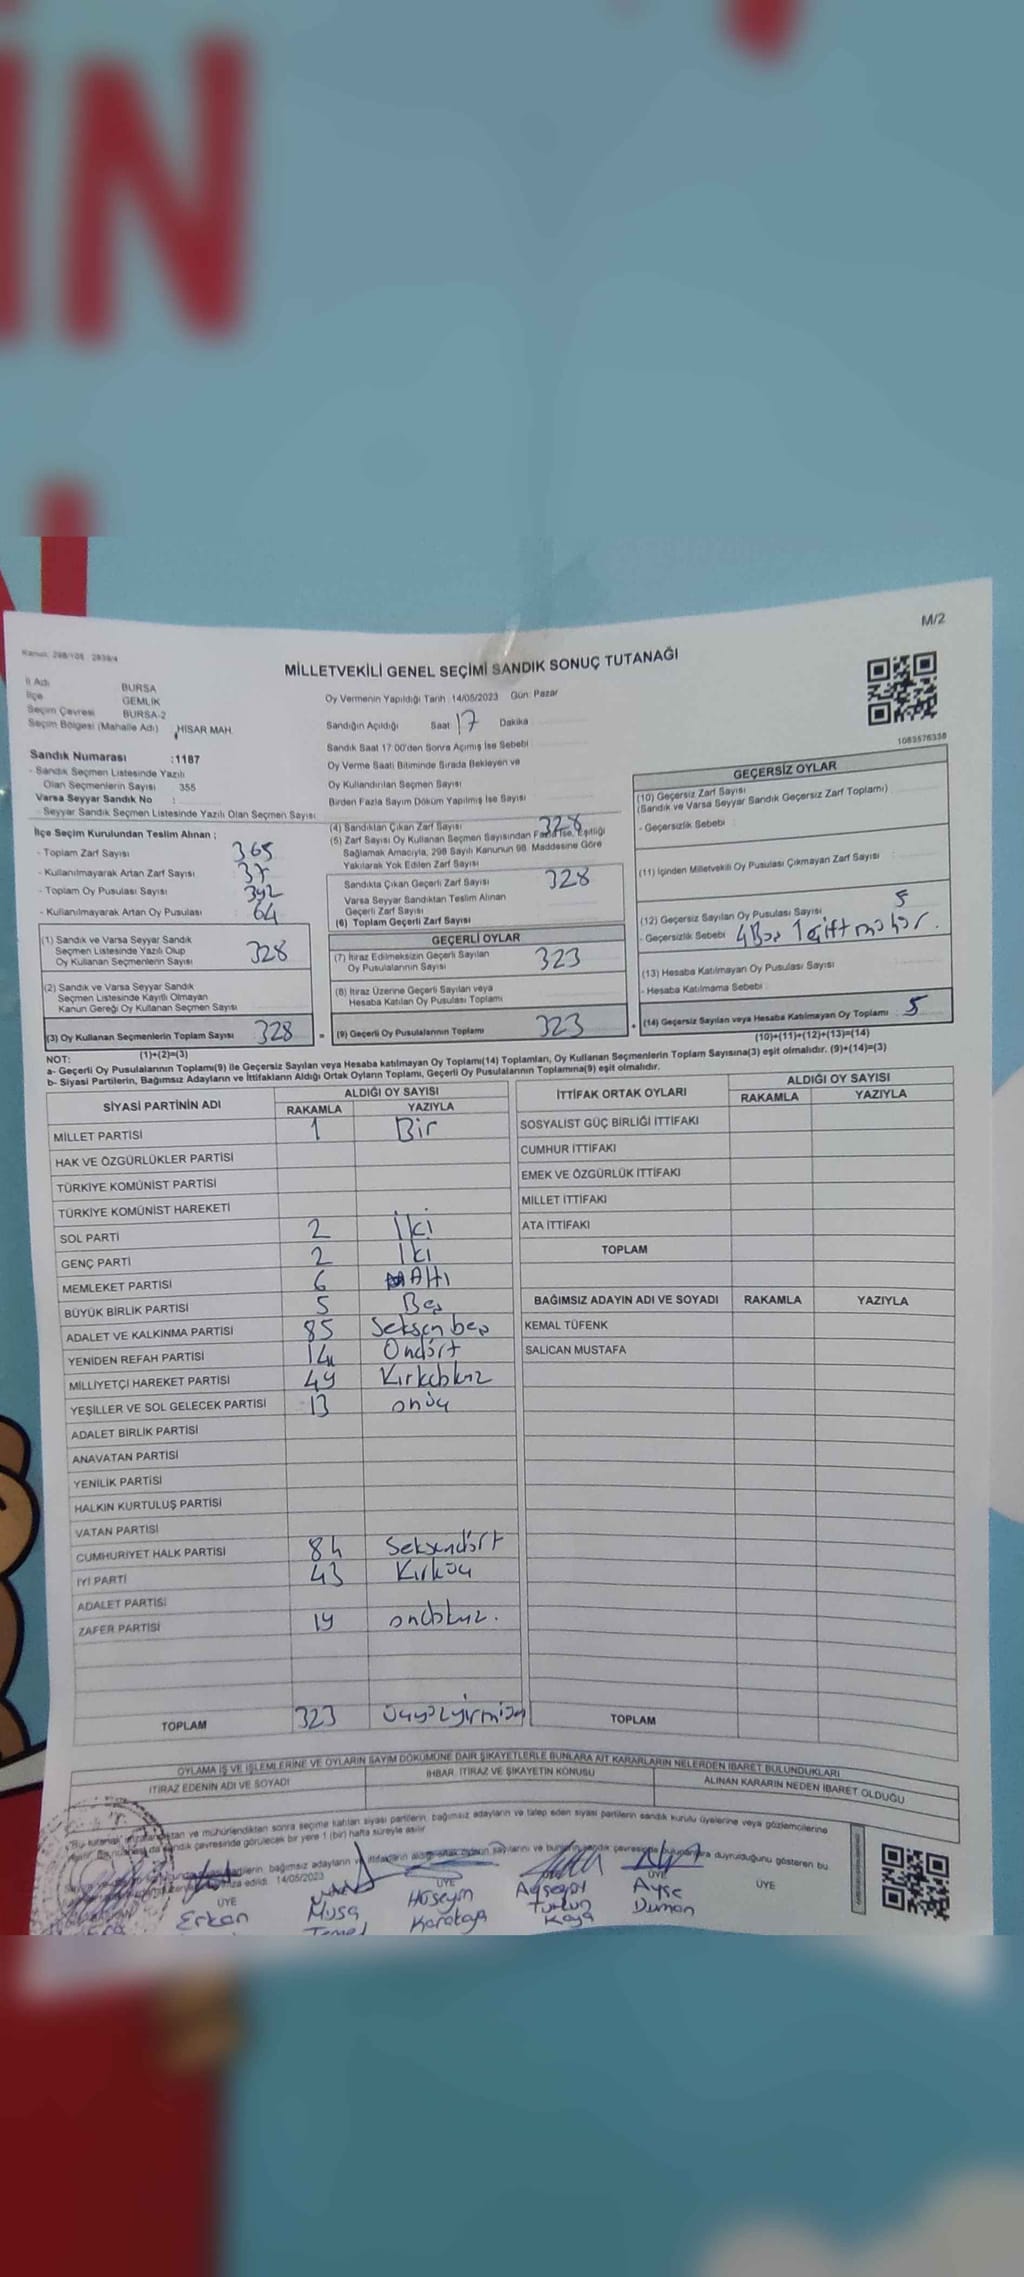 İN
M/2
Kanun: 298/105 - 2839/4
MİLLETVEKİLİ GENEL SEÇİMİ SANDIK SONUÇ TUTANAĞI
İl Adı BURSA
İlçe GEMLİK
Seçim Çevresi BURSA-2
Seçim Bölgesi (Mahalle Adı) HİSAR MAH.
Oy Vermenin Yapıldığı Tarih :14/05/2023 Gün: Pazar
Sandığın Açıldığı Saat 17 Dakika
Sandık Saat 17:00'den Sonra Açımış İse Sebebi
Oy Verme Saati Bitiminde Sırada Bekleyen ve
Oy Kullandırılan Seçmen Sayısı
Birden Fazla Sayım Döküm Yapılmış İse Sayısı
1083576338
Sandık Numarası :1187
- Sandık Seçmen Listesinde Yazılı
Olan Seçmenlerin Sayısı 355
Varsa Seyyar Sandık No :
- Seyyar Sandık Seçmen Listesinde Yazılı Olan Seçmen Sayısı
İlçe Seçim Kurulundan Teslim Alınan ;
- Toplam Zarf Sayısı 365
- Kullanılmayarak Artan Zarf Sayısı 37
- Toplam Oy Pusulası Sayısı 392
- Kullanılmayarak Artan Oy Pusulası 64
(1) Sandık ve Varsa Seyyar Sandık
Seçmen Listesinde Yazılı Olup
Oy Kullanan Seçmenlerin Sayısı 328
(2) Sandık ve Varsa Seyyar Sandık
Seçmen Listesinde Kayıtlı Olmayan
Kanun Gereği Oy Kullanan Seçmen Sayısı
(3) Oy Kullanan Seçmenlerin Toplam Sayısı 328
(1)+(2)=(3)
(4) Sandıktan Çıkan Zarf Sayısı 328
(5) Zarf Sayısı Oy Kullanan Seçmen Sayısından Fazla İse, Eşitliği
Sağlamak Amacıyla, 298 Sayılı Kanunun 98. Maddesine Göre
Yakılarak Yok Edilen Zarf Sayısı
Sandıkta Çıkan Geçerli Zarf Sayısı 328
Varsa Seyyar Sandıktan Teslim Alınan
Geçerli Zarf Sayısı
(6) Toplam Geçerli Zarf Sayısı
GEÇERLİ OYLAR
(7) İtiraz Edilmeksizin Geçerli Sayılan
Oy Pusulalarının Sayısı 323
(8) İtiraz Üzerine Geçerli Sayılan veya
Hesaba Katılan Oy Pusulası Toplamı
= (9) Geçerli Oy Pusulalarının Toplamı 323
GEÇERSİZ OYLAR
(10) Geçersiz Zarf Sayısı
(Sandık ve Varsa Seyyar Sandık Geçersiz Zarf Toplamı)
- Geçersizlik Sebebi :
(11) İçinden Milletvekili Oy Pusulası Çıkmayan Zarf Sayısı
(12) Geçersiz Sayılan Oy Pusulası Sayısı 5
- Geçersizlik Sebebi 4 Boş 1 çift mühür.
(13) Hesaba Katılmayan Oy Pusulası Sayısı
- Hesaba Katılmama Sebebi
+ (14) Geçersiz Sayılan veya Hesaba Katılmayan Oy Toplamı : 5
(10)+(11)+(12)+(13)=(14)
NOT:
a- Geçerli Oy Pusulalarının Toplamı(9) ile Geçersiz Sayılan veya Hesaba katılmayan Oy Toplamı(14) Toplamları, Oy Kullanan Seçmenlerin Toplam Sayısına(3) eşit olmalıdır. (9)+(14)=(3)
b- Siyasi Partilerin, Bağımsız Adayların ve İttifakların Aldığı Ortak Oyların Toplamı, Geçerli Oy Pusulalarının Toplamına(9) eşit olmalıdır.
SİYASİ PARTİNİN ADI ALDIĞI OY SAYISI
RAKAMLA YAZIYLA
MİLLET PARTİSİ 1 Bir
HAK VE ÖZGÜRLÜKLER PARTİSİ
TÜRKİYE KOMÜNİST PARTİSİ
TÜRKİYE KOMÜNİST HAREKETİ
SOL PARTİ 2 İki
GENÇ PARTİ 2 İki
MEMLEKET PARTİSİ 6 Altı
BÜYÜK BİRLİK PARTİSİ 5 Beş
ADALET VE KALKINMA PARTİSİ 85 Seksen beş
YENİDEN REFAH PARTİSİ 14 Ondört
MİLLİYETÇİ HAREKET PARTİSİ 49 Kırkdokuz
YEŞİLLER VE SOL GELECEK PARTİSİ 13 onüç
ADALET BİRLİK PARTİSİ
ANAVATAN PARTİSİ
YENİLİK PARTİSİ
HALKIN KURTULUŞ PARTİSİ
VATAN PARTİSİ
CUMHURİYET HALK PARTİSİ 84 Seksendört
İYİ PARTİ 43 Kırküç
ADALET PARTİSİ
ZAFER PARTİSİ 19 ondokuz.
TOPLAM 323 üçyüzyirmiüç
İTTİFAK ORTAK OYLARI ALDIĞI OY SAYISI
RAKAMLA YAZIYLA
SOSYALIST GÜÇ BİRLİĞİ İTTİFAKI
CUMHUR İTTİFAKI
EMEK VE ÖZGÜRLÜK İTTİFAKI
MİLLET İTTİFAKI
ATA İTTİFAKI
TOPLAM
BAĞIMSIZ ADAYIN ADI VE SOYADI RAKAMLA YAZIYLA
KEMAL TÜFENK
SALİCAN MUSTAFA
TOPLAM
OYLAMA İŞ VE İŞLEMLERİNE VE OYLARIN SAYIM DÖKÜMÜNE DAİR ŞİKAYETLERLE BUNLARA AİT KARARLARIN NELERDEN İBARET BULUNDUKLARI
İTİRAZ EDENİN ADI VE SOYADI İHBAR, İTİRAZ VE ŞİKAYETİN KONUSU ALINAN KARARIN NEDEN İBARET OLDUĞU
ve mühürlendikten sonra seçime katılan siyasi partilerin, bağımsız adayların ve talep eden siyasi partilerin sandık kurulu üyelerine veya gözlemcilerine
sandık çevresinde görülecek bir yere 1 (bir) hafta süreyle asılır.
bağımsız adayların ve duyrulduğunu gösteren bu
14/05/2023
ÜYE ÜYE ÜYE ÜYE
Erkan Musa Hüseyin Ayşegül Ayşe
Temel Karakaya Turkun Kaya Duman